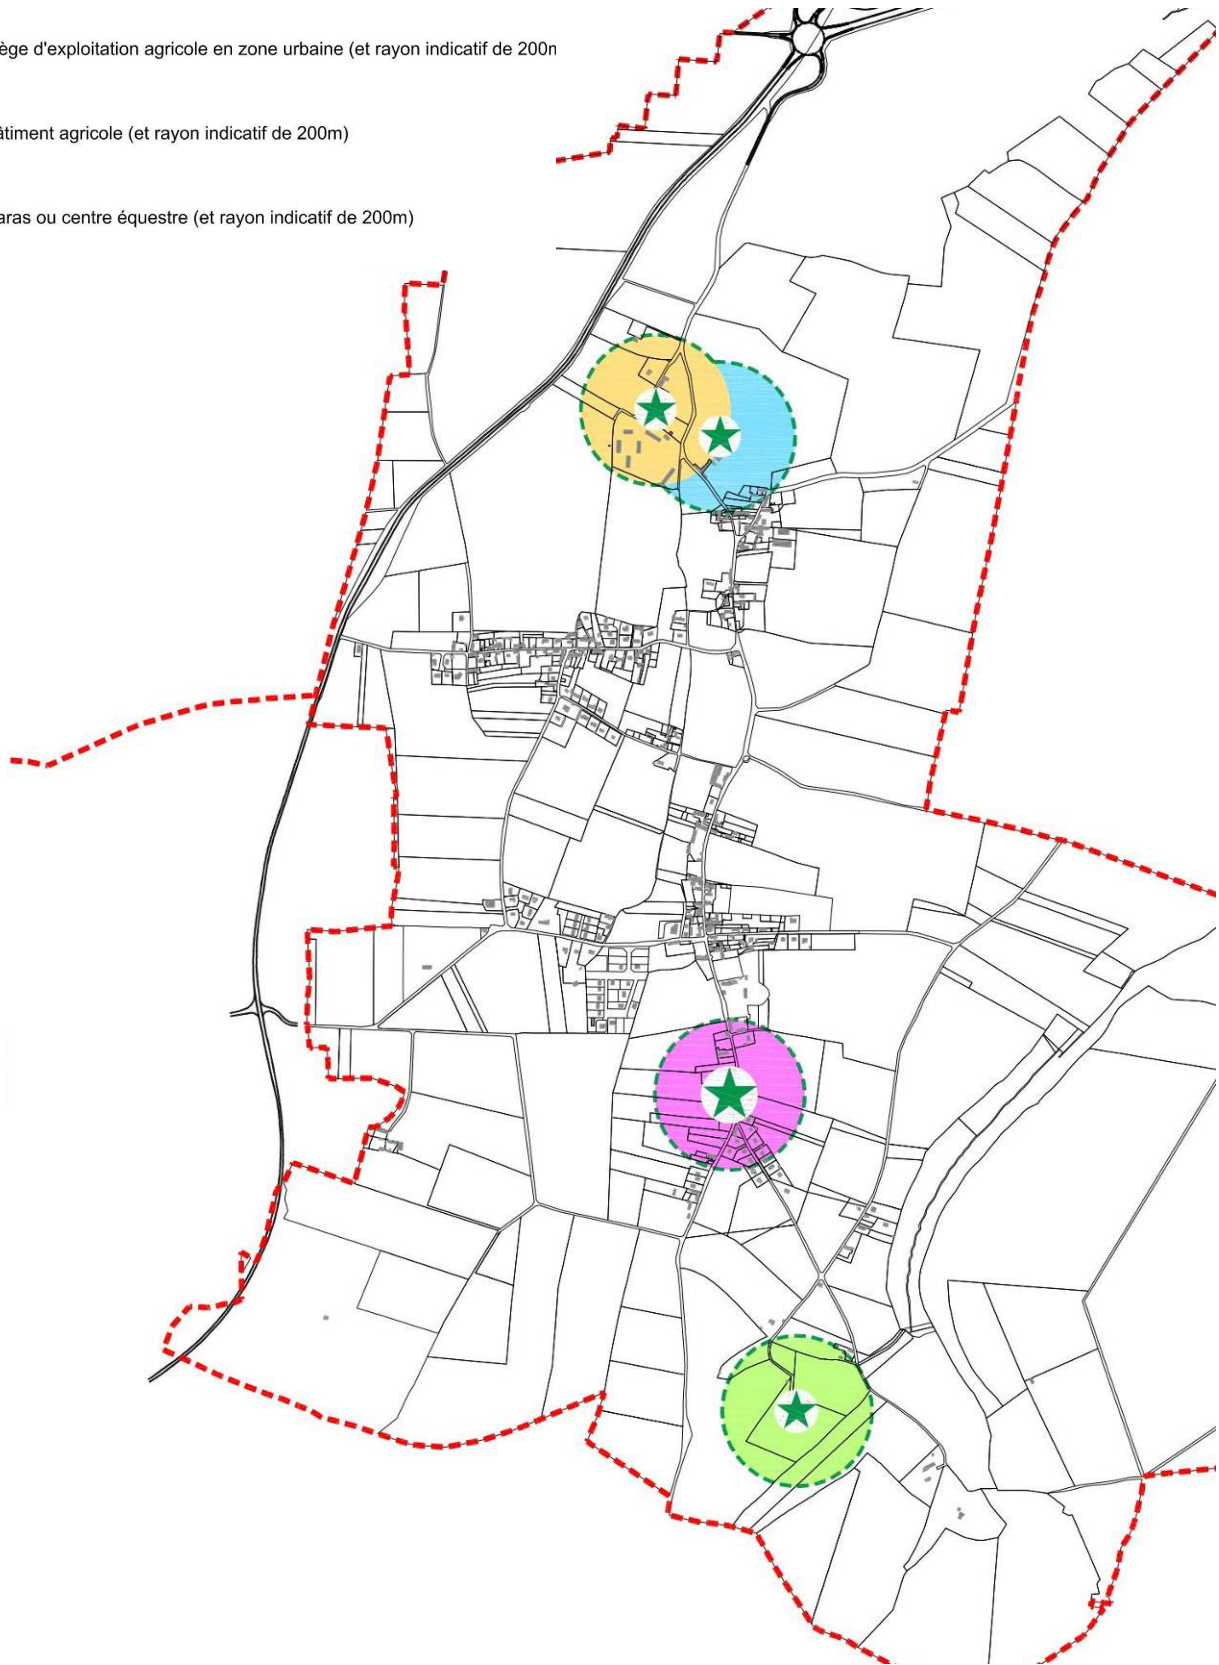 ège d'exploitation agricole en zone urbaine (et rayon indicatif de 200m
âtiment agricole (et rayon indicatif de 200m)
aras ou centre équestre (et rayon indicatif de 200m)